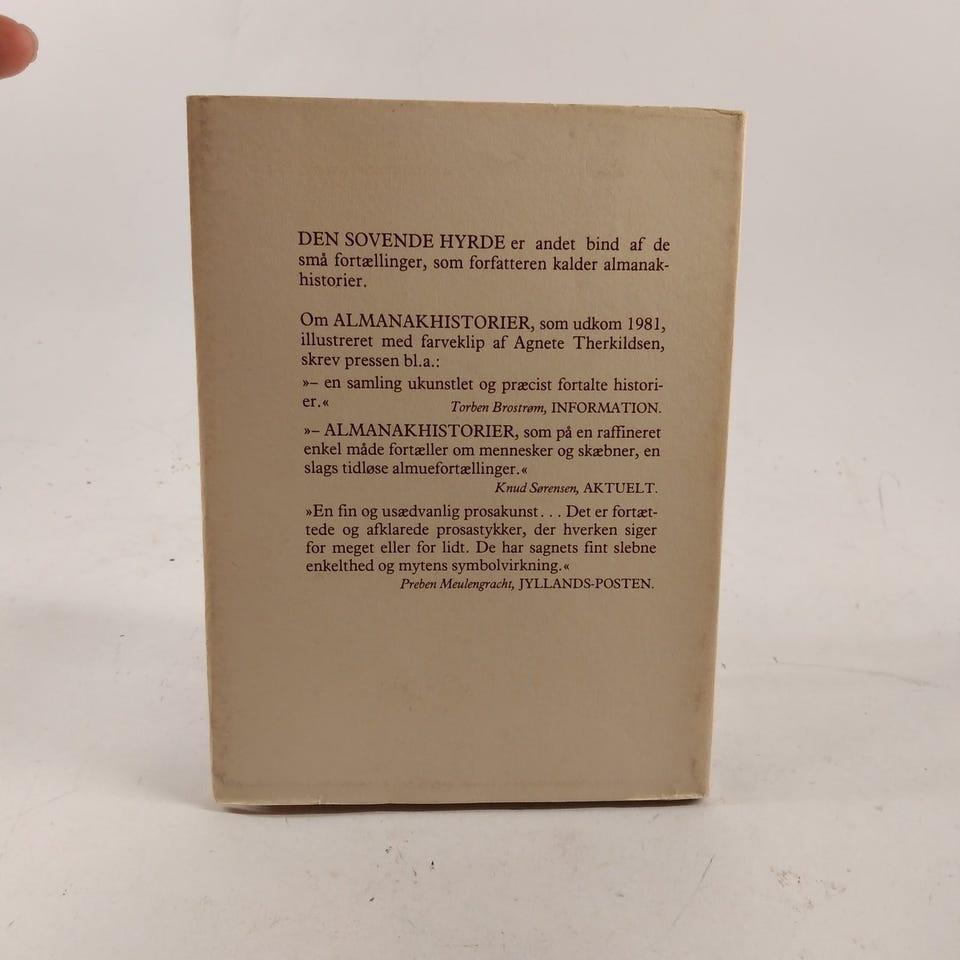 DEN SOVENDE HYRDE er andet bind af de
små fortællinger, som forfatteren kalder almanak-
historier.
Om ALMANAKHISTORIER, som udkom 1981,
illustreret med farveklip af Agnete Therkildsen,
skrev pressen bl.a.:
»– en samling ukunstlet og præcist fortalte histori-
er.« Torben Brostrøm, INFORMATION.
»– ALMANAKHISTORIER, som på en raffineret
enkel måde fortæller om mennesker og skæbner, en
slags tidløse almuefortællinger.«
Knud Sørensen, AKTUELT.
»En fin og usædvanlig prosakunst... Det er fortæt-
tede og afklarede prosastykker, der hverken siger
for meget eller for lidt. De har sagnets fint slebne
enkelthed og mytens symbolvirkning.«
Preben Meulengracht, JYLLANDS-POSTEN.